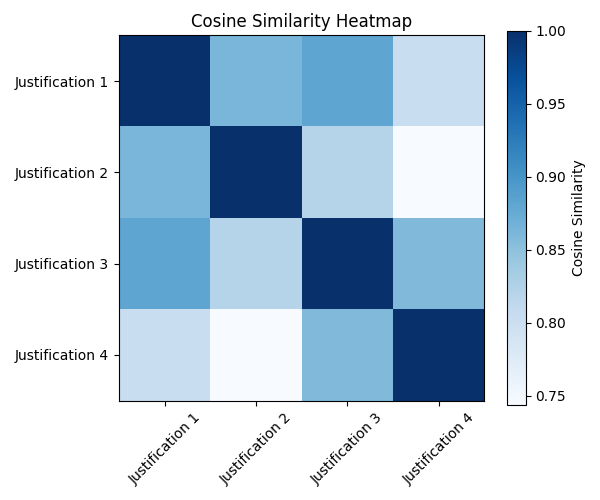 Cosine Similarity Heatmap
Justification 1
Justification 2
Justification 3
Justification 4
Justification 1
Justification 2
Justification 3
Justification 4
1.00
0.95
0.90
0.85
0.80
0.75
Cosine Similarity